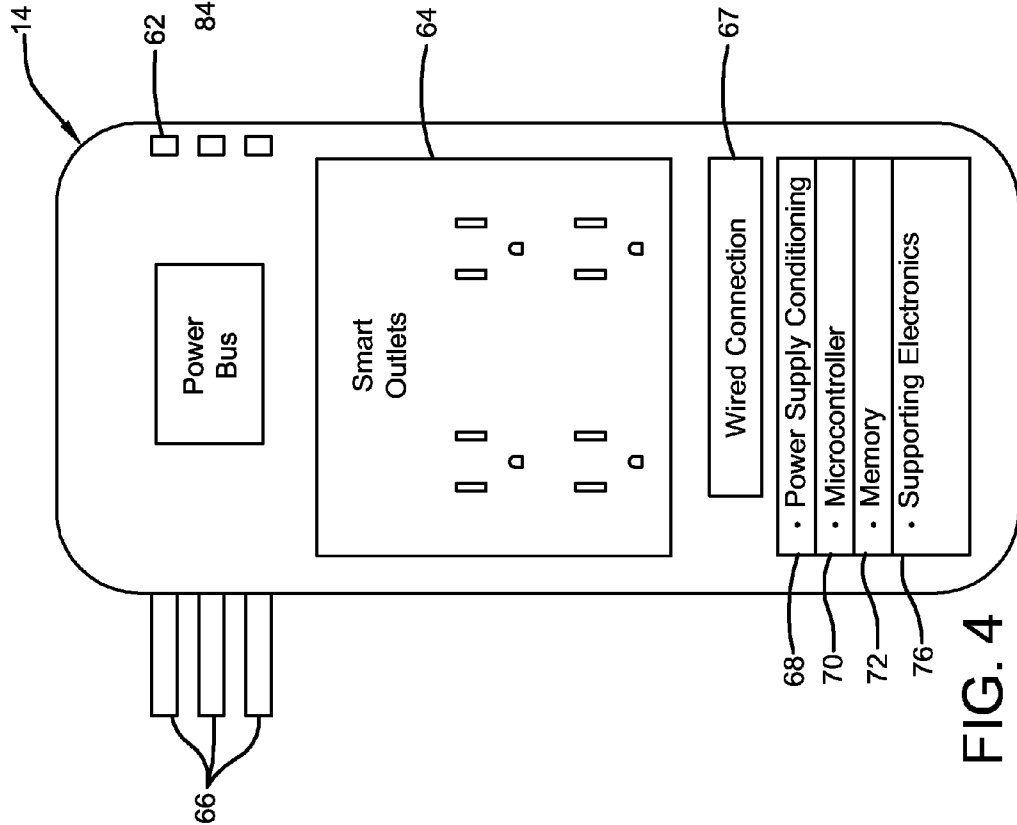 14
62
84
Power
Bus
66
64
Smart
Outlets
67
Wired Connection
68
• Power Supply Conditioning
70
• Microcontroller
72
• Memory
76
• Supporting Electronics
FIG. 4